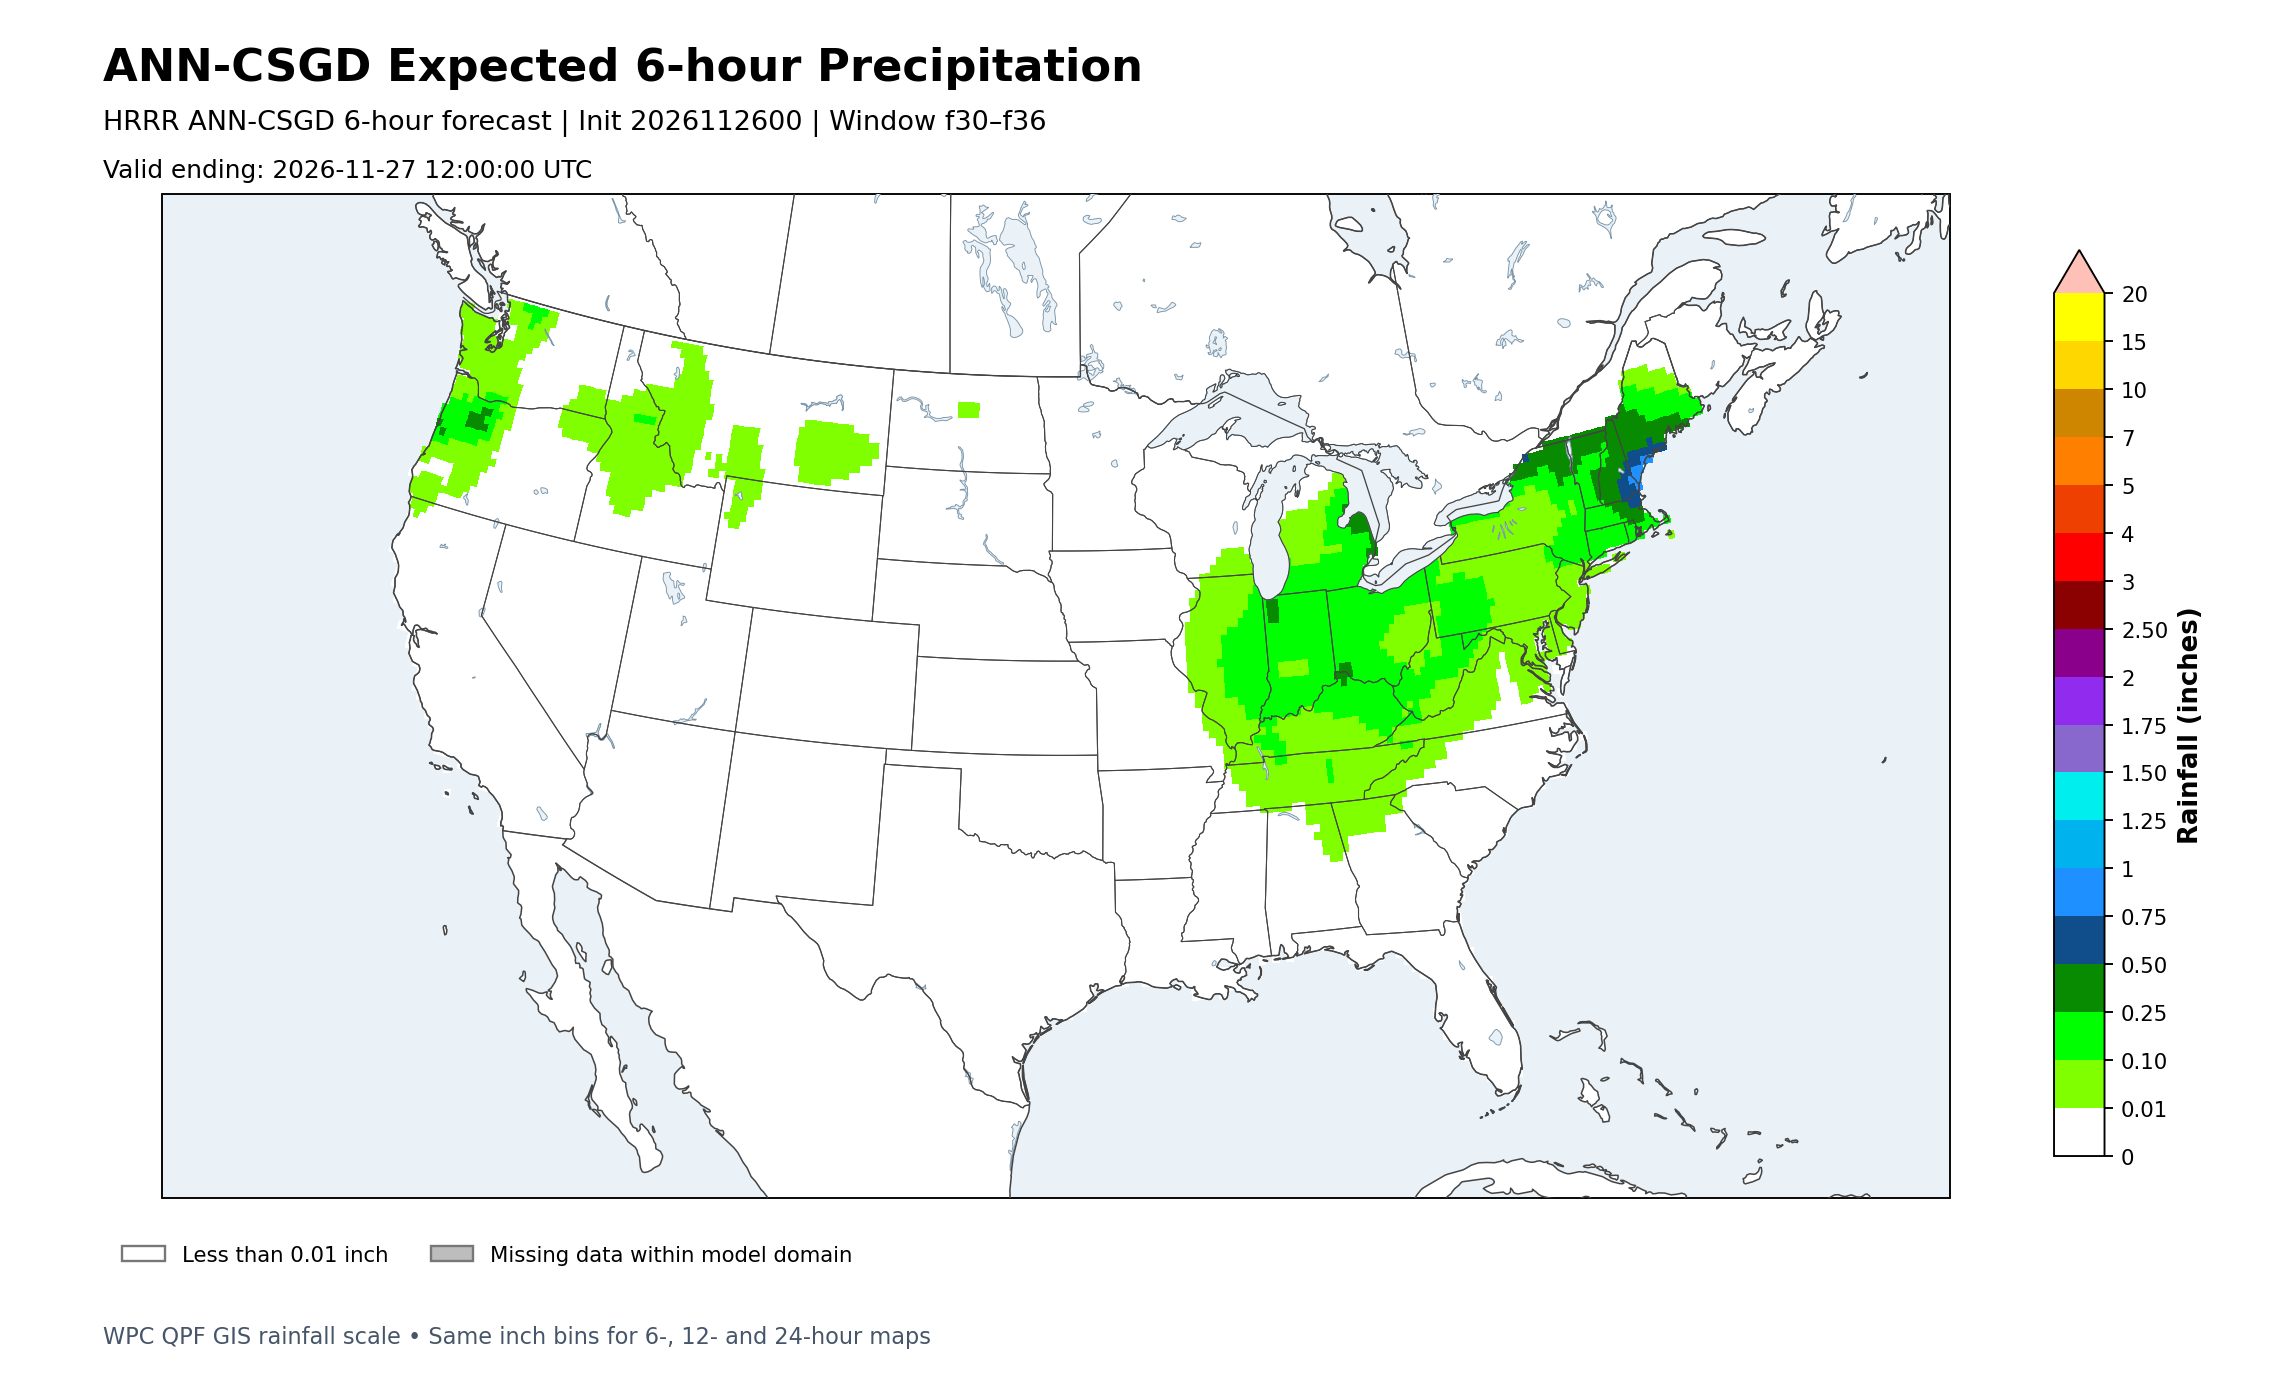 ANN-CSGD Expected 6-hour Precipitation
HRRR ANN-CSGD 6-hour forecast | Init 2026112600 | Window f30–f36
Valid ending: 2026-11-27 12:00:00 UTC
20
15
10
7
5
4
3
2.50
2
1.75
1.50
1.25
1
0.75
0.50
0.25
0.10
0.01
0
Rainfall (inches)
Less than 0.01 inch
Missing data within model domain
WPC QPF GIS rainfall scale • Same inch bins for 6-, 12- and 24-hour maps